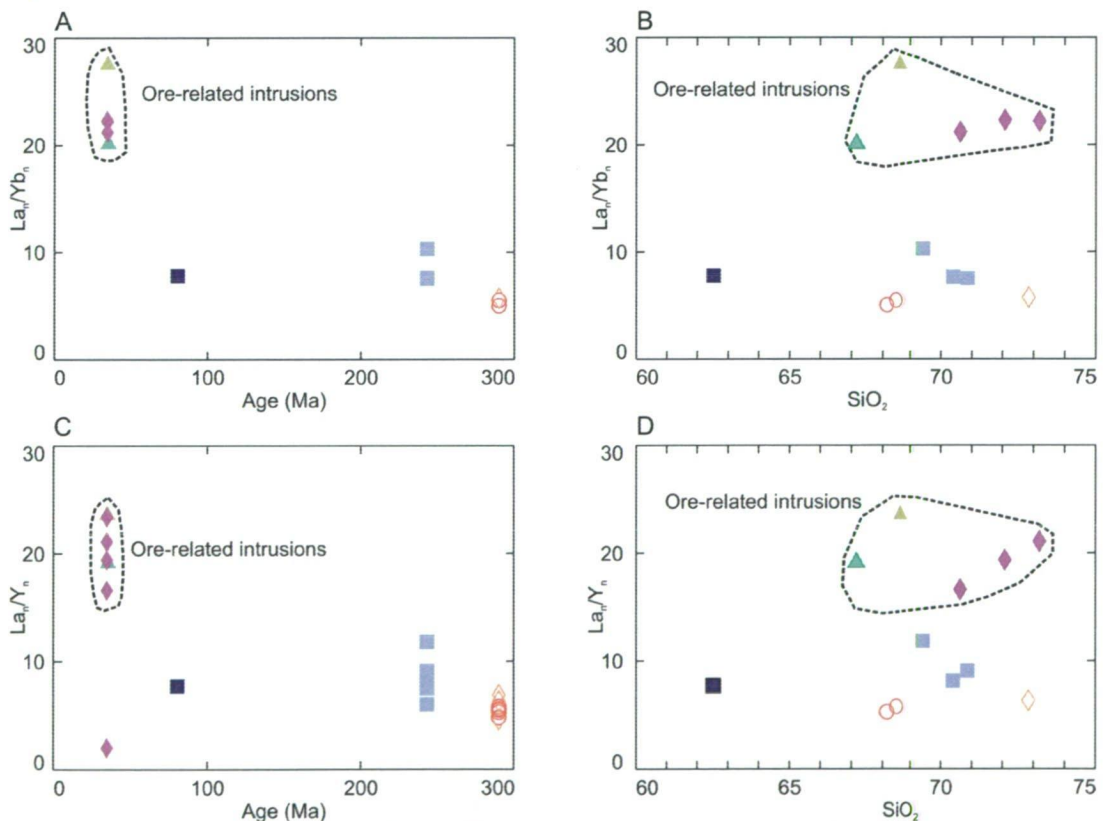 A
30
20
10
0
Laₙ/Ybₙ
Ore-related intrusions
0 100 200 300
Age (Ma)
B
30
20
10
0
Laₙ/Ybₙ
Ore-related intrusions
60 65 70 75
SiO₂
C
30
20
10
0
Laₙ/Yₙ
Ore-related intrusions
0 100 200 300
Age (Ma)
D
30
20
10
0
Laₙ/Yₙ
Ore-related intrusions
60 65 70 75
SiO₂